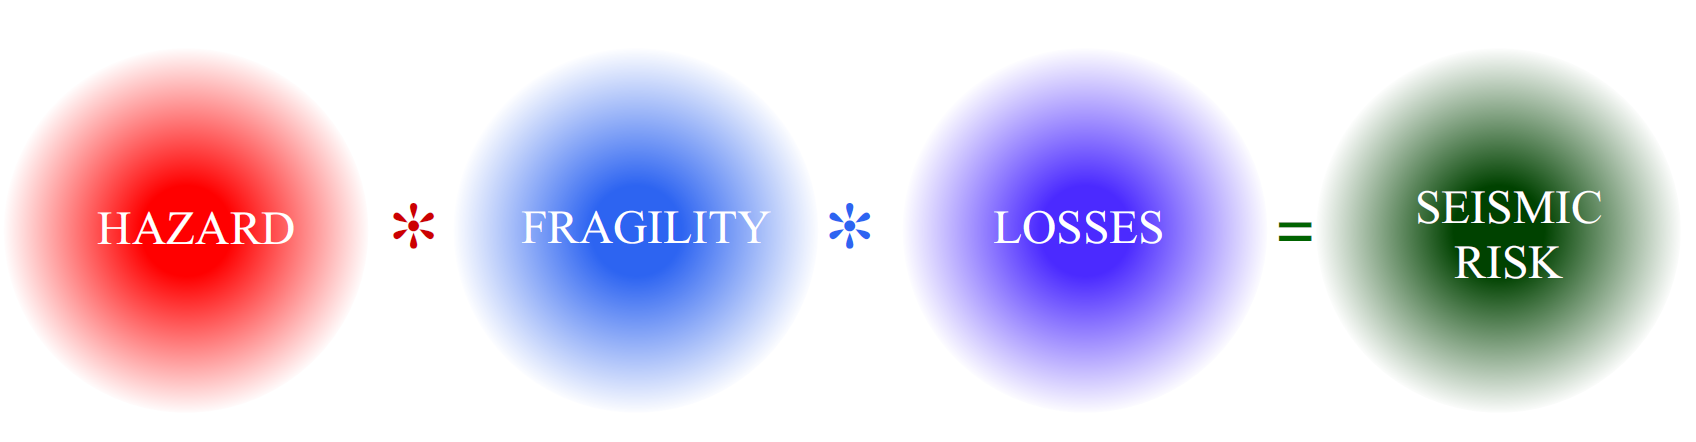 HAZARD * FRAGILITY * LOSSES = SEISMIC
RISK